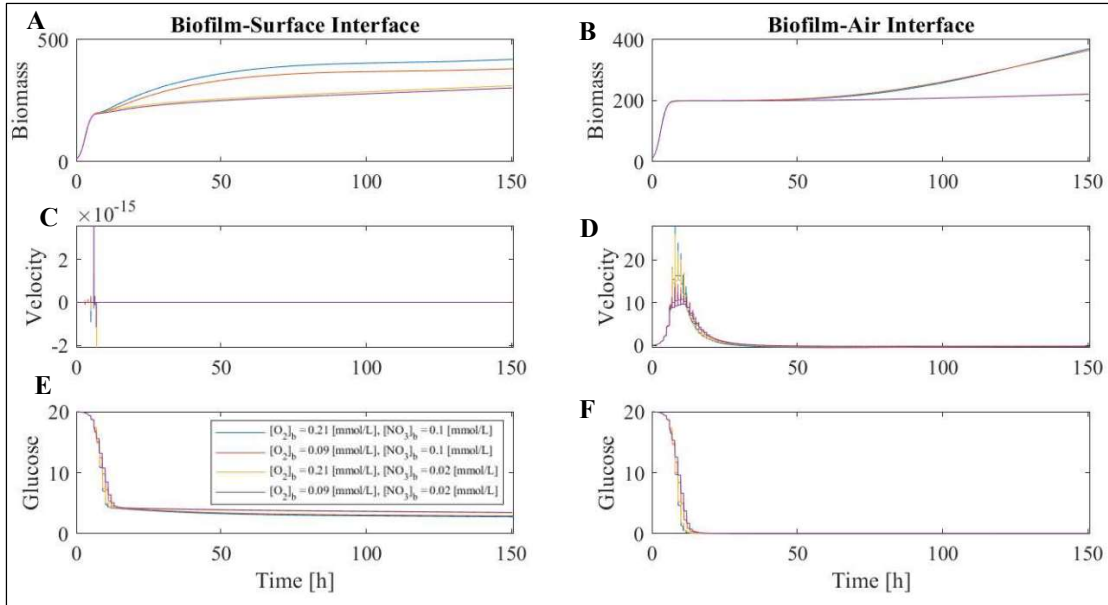 A Biofilm-Surface Interface
500
Biomass
0
0 50 100 150
B Biofilm-Air Interface
400
Biomass
200
0
0 50 100 150
C ×10⁻¹⁵
2
Velocity
0
-2
0 50 100 150
D
20
Velocity
10
0
0 50 100 150
E
20
Glucose
10
0
0 50 100 150
Time [h]
[O₂]b = 0.21 [mmol/L], [NO₃]b = 0.1 [mmol/L]
[O₂]b = 0.09 [mmol/L], [NO₃]b = 0.1 [mmol/L]
[O₂]b = 0.21 [mmol/L], [NO₃]b = 0.02 [mmol/L]
[O₂]b = 0.09 [mmol/L], [NO₃]b = 0.02 [mmol/L]
F
20
Glucose
10
0
0 50 100 150
Time [h]